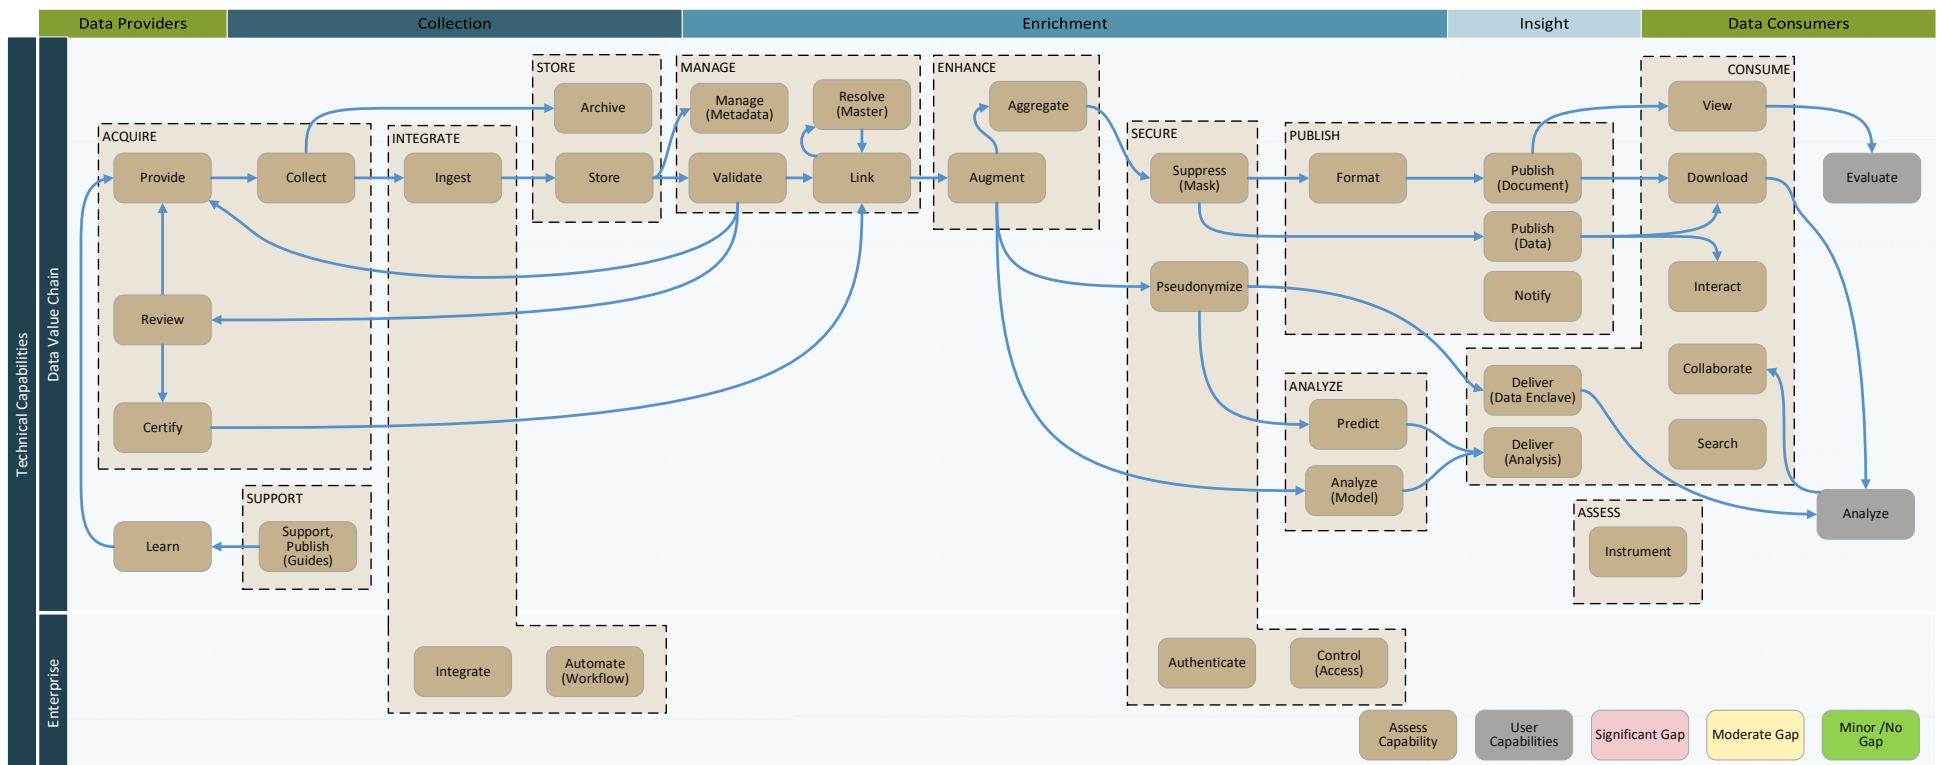 Data Providers
Collection
Enrichment
Insight
Data Consumers
Technical Capabilities
Data Value Chain
Enterprise
ACQUIRE
Provide
Collect
Review
Certify
Learn
SUPPORT
Support,
Publish
(Guides)
INTEGRATE
Ingest
Integrate
Automate
(Workflow)
STORE
Archive
Store
MANAGE
Manage
(Metadata)
Resolve
(Master)
Validate
Link
ENHANCE
Aggregate
Augment
SECURE
Suppress
(Mask)
Pseudonymize
Authenticate
Control
(Access)
PUBLISH
Format
Publish
(Document)
Publish
(Data)
Notify
ANALYZE
Predict
Analyze
(Model)
CONSUME
View
Download
Interact
Collaborate
Search
Deliver
(Data Enclave)
Deliver
(Analysis)
Evaluate
Analyze
ASSESS
Instrument
Assess
Capability
User
Capabilities
Significant Gap
Moderate Gap
Minor /No
Gap